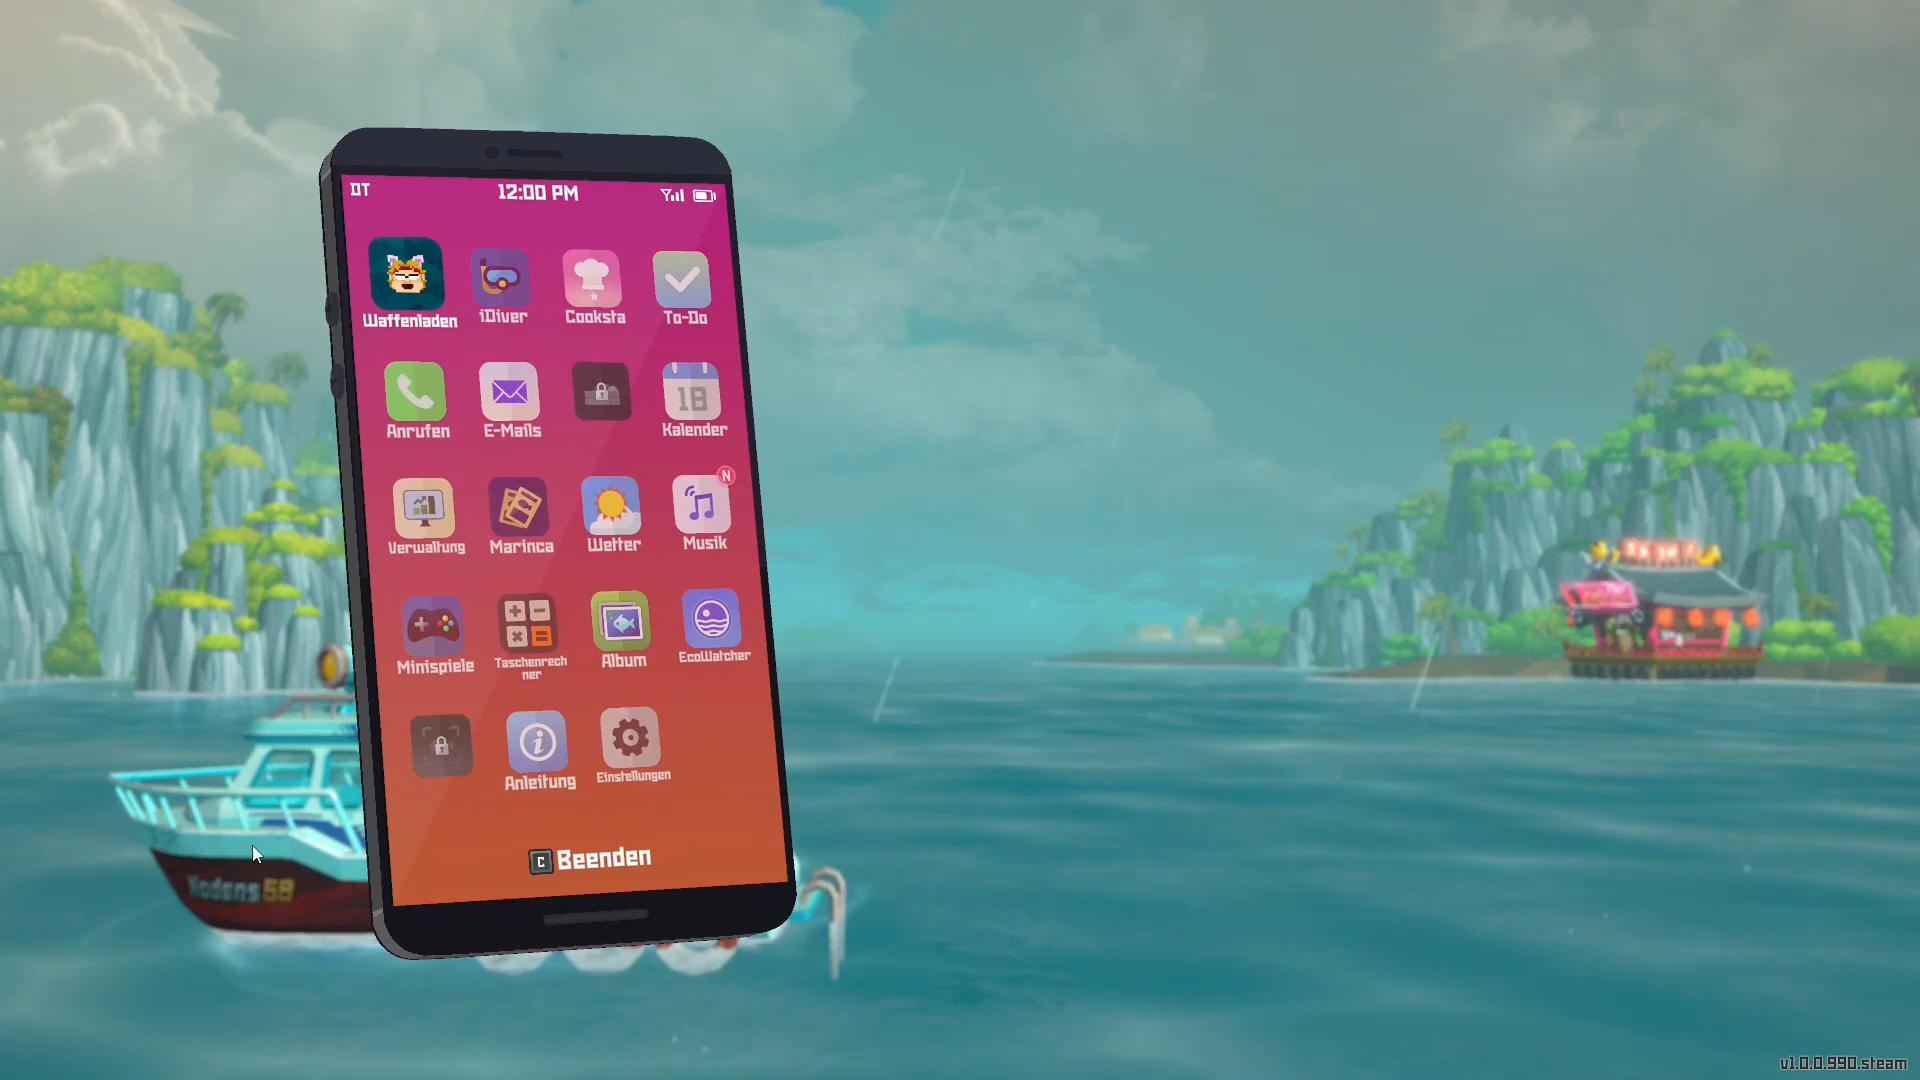 DT 12:00 PM
Waffenladen iDiver Cooksta To-Do
Anrufen E-Mails 18 Kalender
N
Verwaltung Marinca Wetter Musik
Minispiele Taschenrech
ner Album EcoWatcher
Anleitung Einstellungen
C Beenden
58
v1.0.0.990.steam